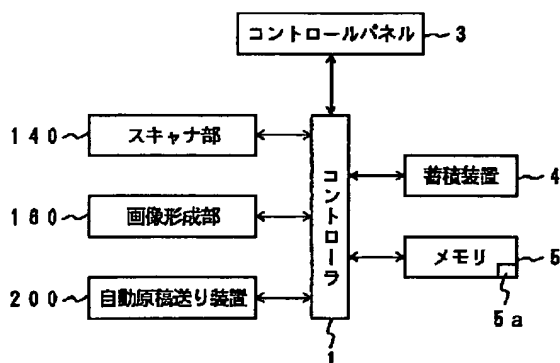 コントロールパネル 3
140 スキャナ部
コントローラ
蓄積装置 4
160 画像形成部
メモリ 5
200 自動原稿送り装置
5a
1